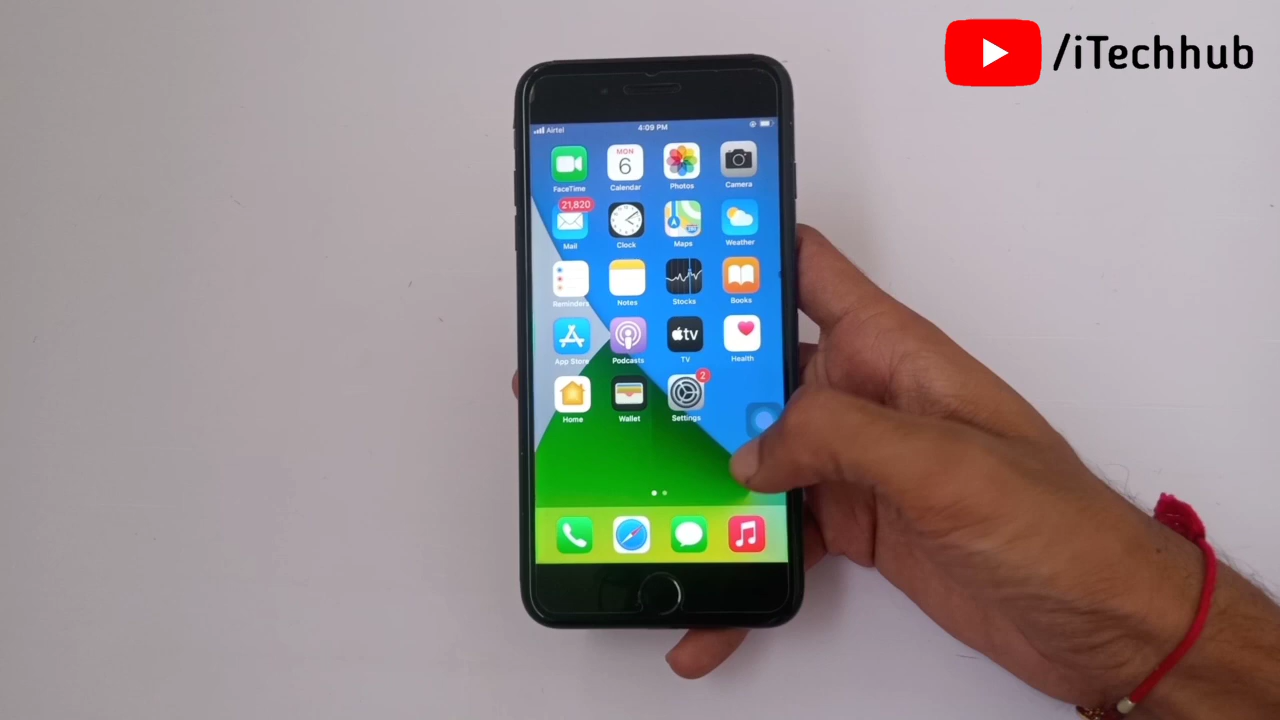 /iTechhub
Airtel
4:09 PM
MON
6
FaceTime
Calendar
Photos
Camera
21,820
Mail
Clock
Maps
Weather
Reminders
Notes
Stocks
Books
tv
App Store
Podcasts
TV
Health
2
Home
Wallet
Settings